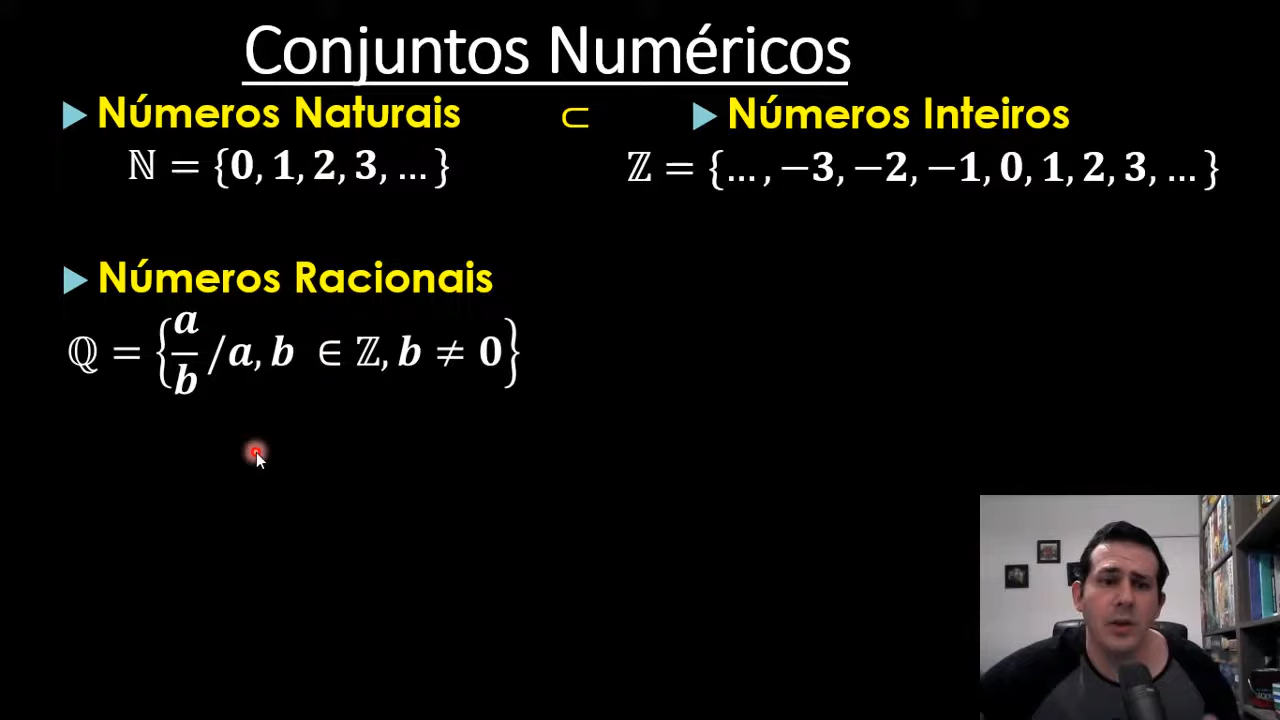 Conjuntos Numéricos
Números Naturais ⊂ Números Inteiros
ℕ = {0, 1, 2, 3, ...} ℤ = {..., −3, −2, −1, 0, 1, 2, 3, ...}
Números Racionais
ℚ = {a/b /a, b ∈ ℤ, b ≠ 0}